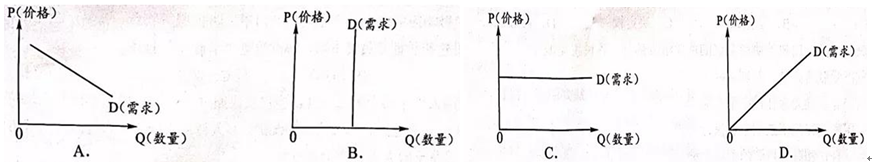 P(价格)
D(需求)
0
Q(数量)
A.
P(价格)
D(需求)
0
Q(数量)
B.
P(价格)
D(需求)
0
Q(数量)
C.
P(价格)
D(需求)
0
Q(数量)
D.